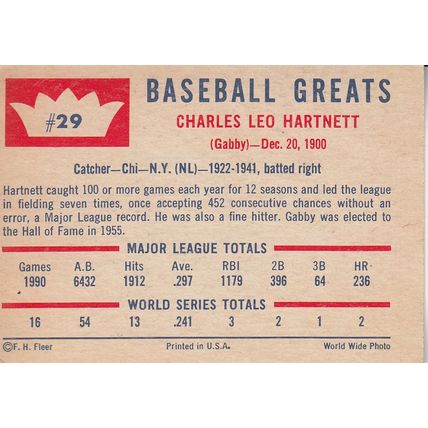 #29
BASEBALL GREATS
CHARLES LEO HARTNETT
(Gabby)—Dec. 20, 1900
Catcher—Chi—N.Y. (NL)—1922-1941, batted right
Hartnett caught 100 or more games each year for 12 seasons and led the league
in fielding seven times, once accepting 452 consecutive chances without an
error, a Major League record. He was also a fine hitter. Gabby was elected to
the Hall of Fame in 1955.
MAJOR LEAGUE TOTALS
Games A.B. Hits Ave. RBI 2B 3B HR
1990 6432 1912 .297 1179 396 64 236
WORLD SERIES TOTALS
16 54 13 .241 3 2 1 2
©F. H. Fleer Printed in U.S.A. World Wide Photo